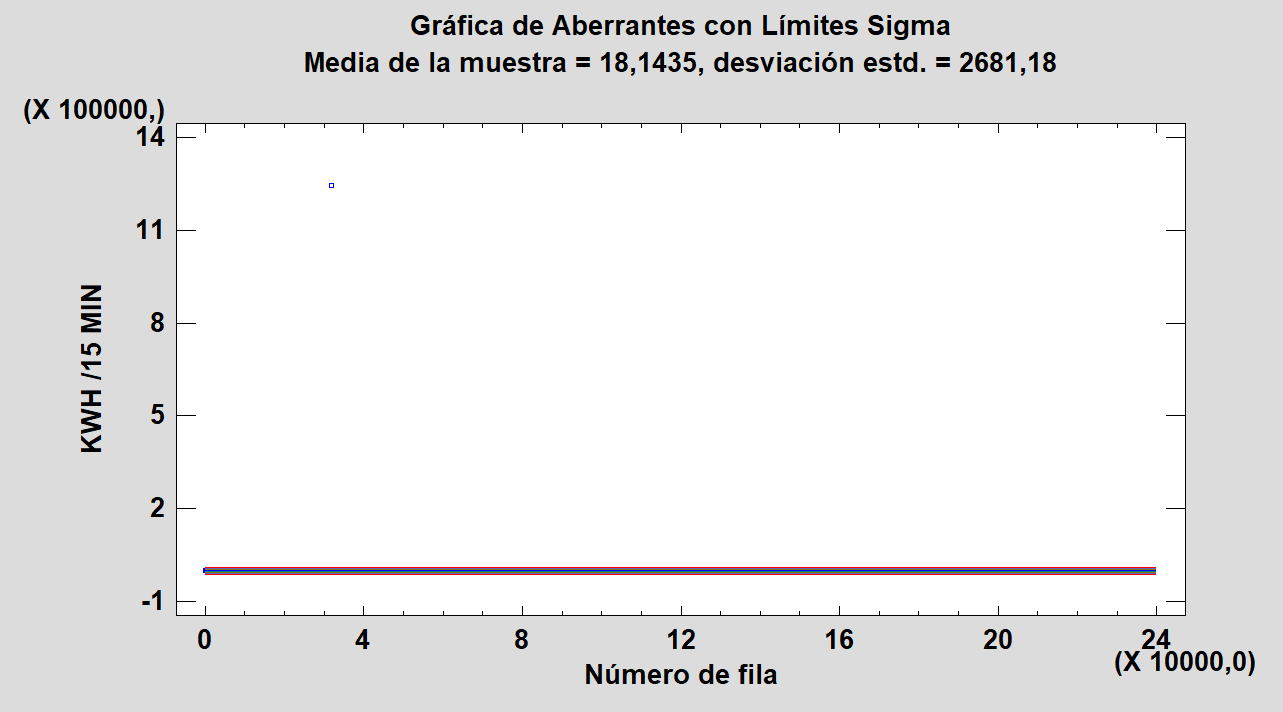 Gráfica de Aberrantes con Límites Sigma
Media de la muestra = 18,1435, desviación estd. = 2681,18
(X 100000,)
14
11
8
5
2
-1
KWH /15 MIN
0 4 8 12 16 20 24
(X 10000,0)
Número de fila